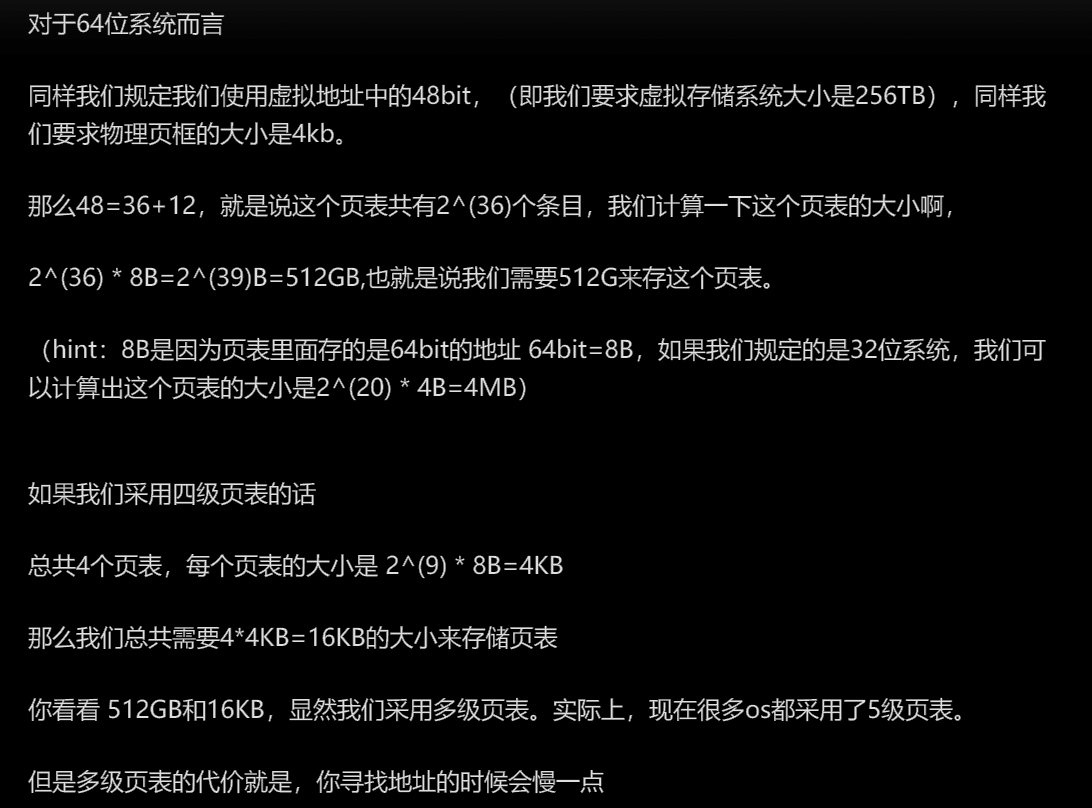 对于64位系统而言
同样我们规定我们使用虚拟地址中的48bit，（即我们要求虚拟存储系统大小是256TB），同样我
们要求物理页框的大小是4kb。
那么48=36+12，就是说这个页表共有2^(36)个条目，我们计算一下这个页表的大小啊，
2^(36) * 8B=2^(39)B=512GB,也就是说我们需要512G来存这个页表。
（hint：8B是因为页表里面存的是64bit的地址 64bit=8B，如果我们规定的是32位系统，我们可
以计算出这个页表的大小是2^(20) * 4B=4MB）
如果我们采用四级页表的话
总共4个页表，每个页表的大小是 2^(9) * 8B=4KB
那么我们总共需要4*4KB=16KB的大小来存储页表
你看看 512GB和16KB，显然我们采用多级页表。实际上，现在很多os都采用了5级页表。
但是多级页表的代价就是，你寻找地址的时候会慢一点